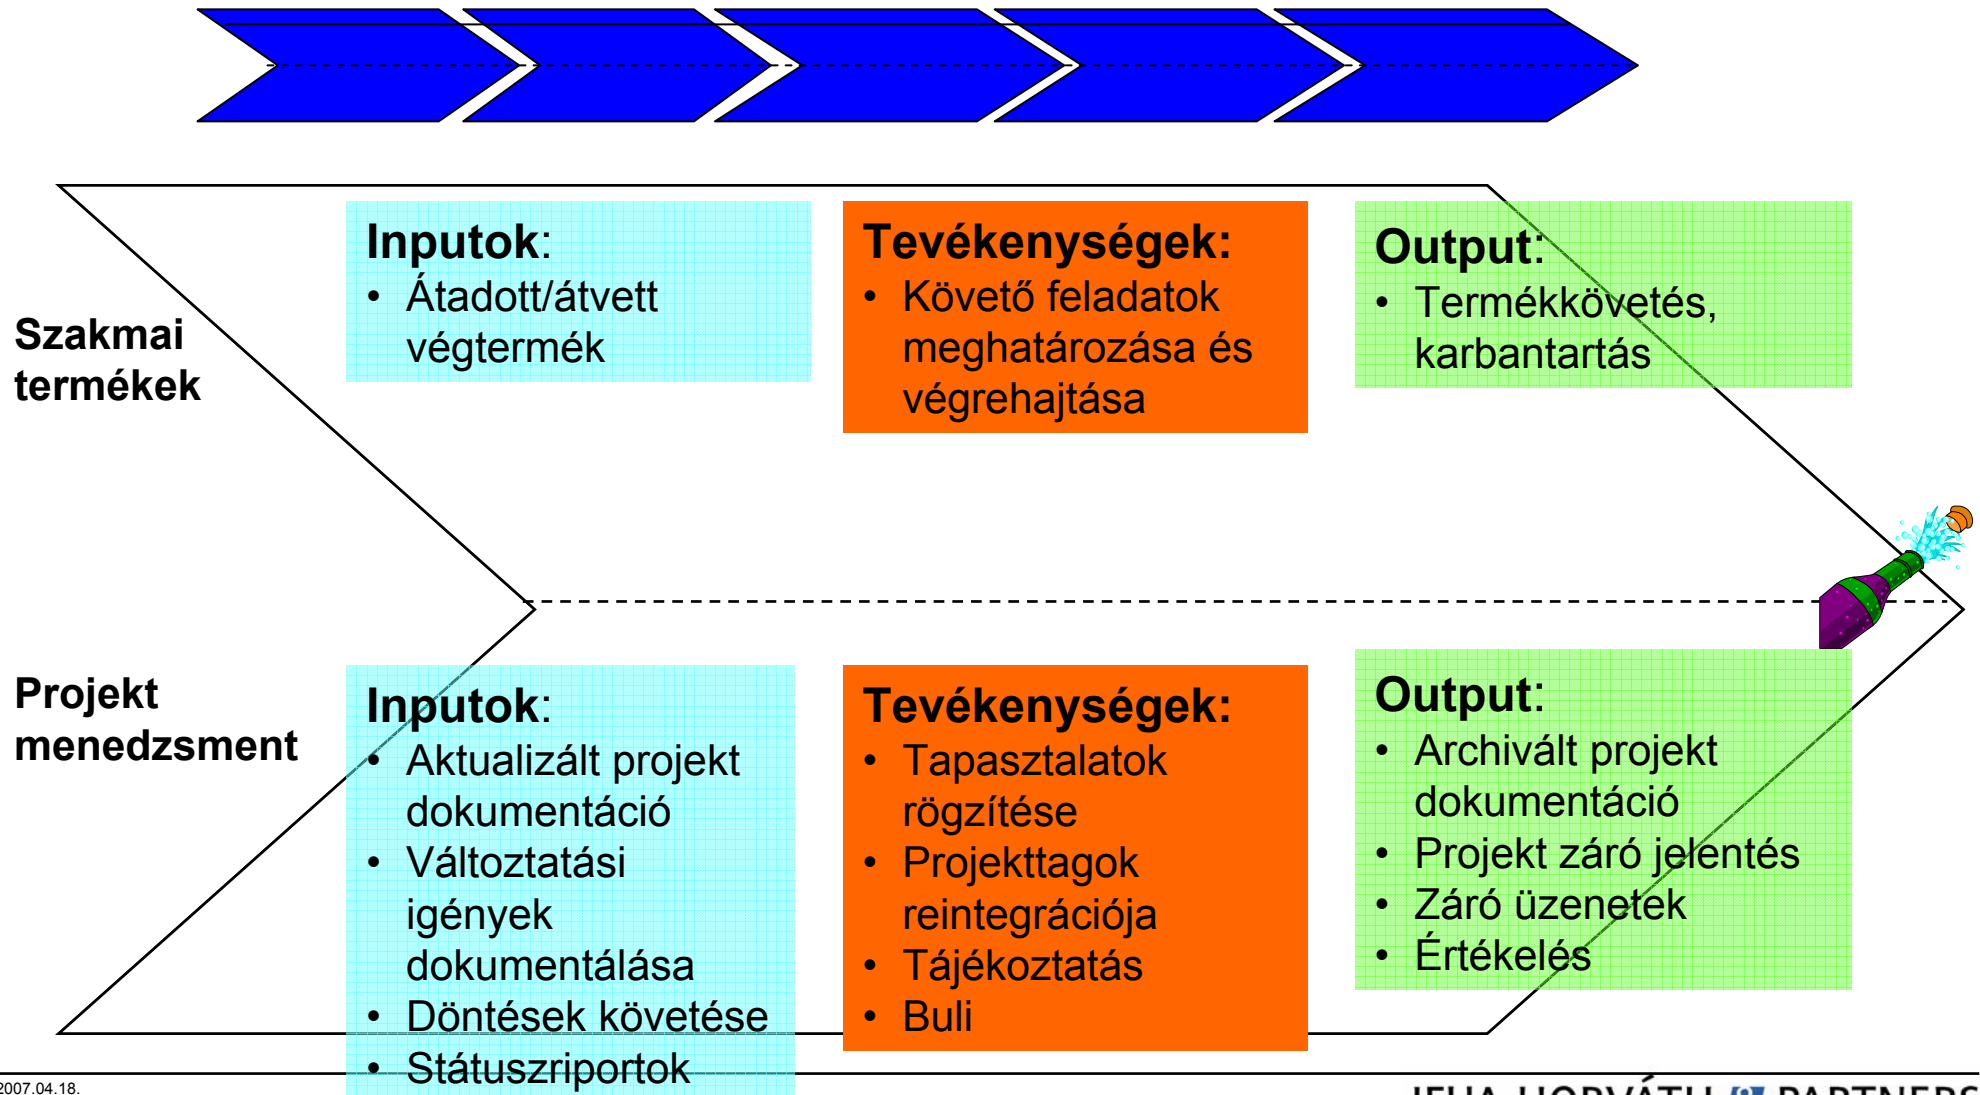 Szakmai
termékek
Inputok:
• Átadott/átvett
végtermék
Tevékenységek:
• Követő feladatok
meghatározása és
végrehajtása
Output:
• Termékkövetés,
karbantartás
Projekt
menedzsment
Inputok:
• Aktualizált projekt
dokumentáció
• Változtatási
igények
dokumentálása
• Döntések követése
• Státuszriportok
Tevékenységek:
• Tapasztalatok
rögzítése
• Projekttagok
reintegrációja
• Tájékoztatás
• Buli
Output:
• Archivált projekt
dokumentáció
• Projekt záró jelentés
• Záró üzenetek
• Értékelés
2007.04.18.
HORVÁTH PARTNERS